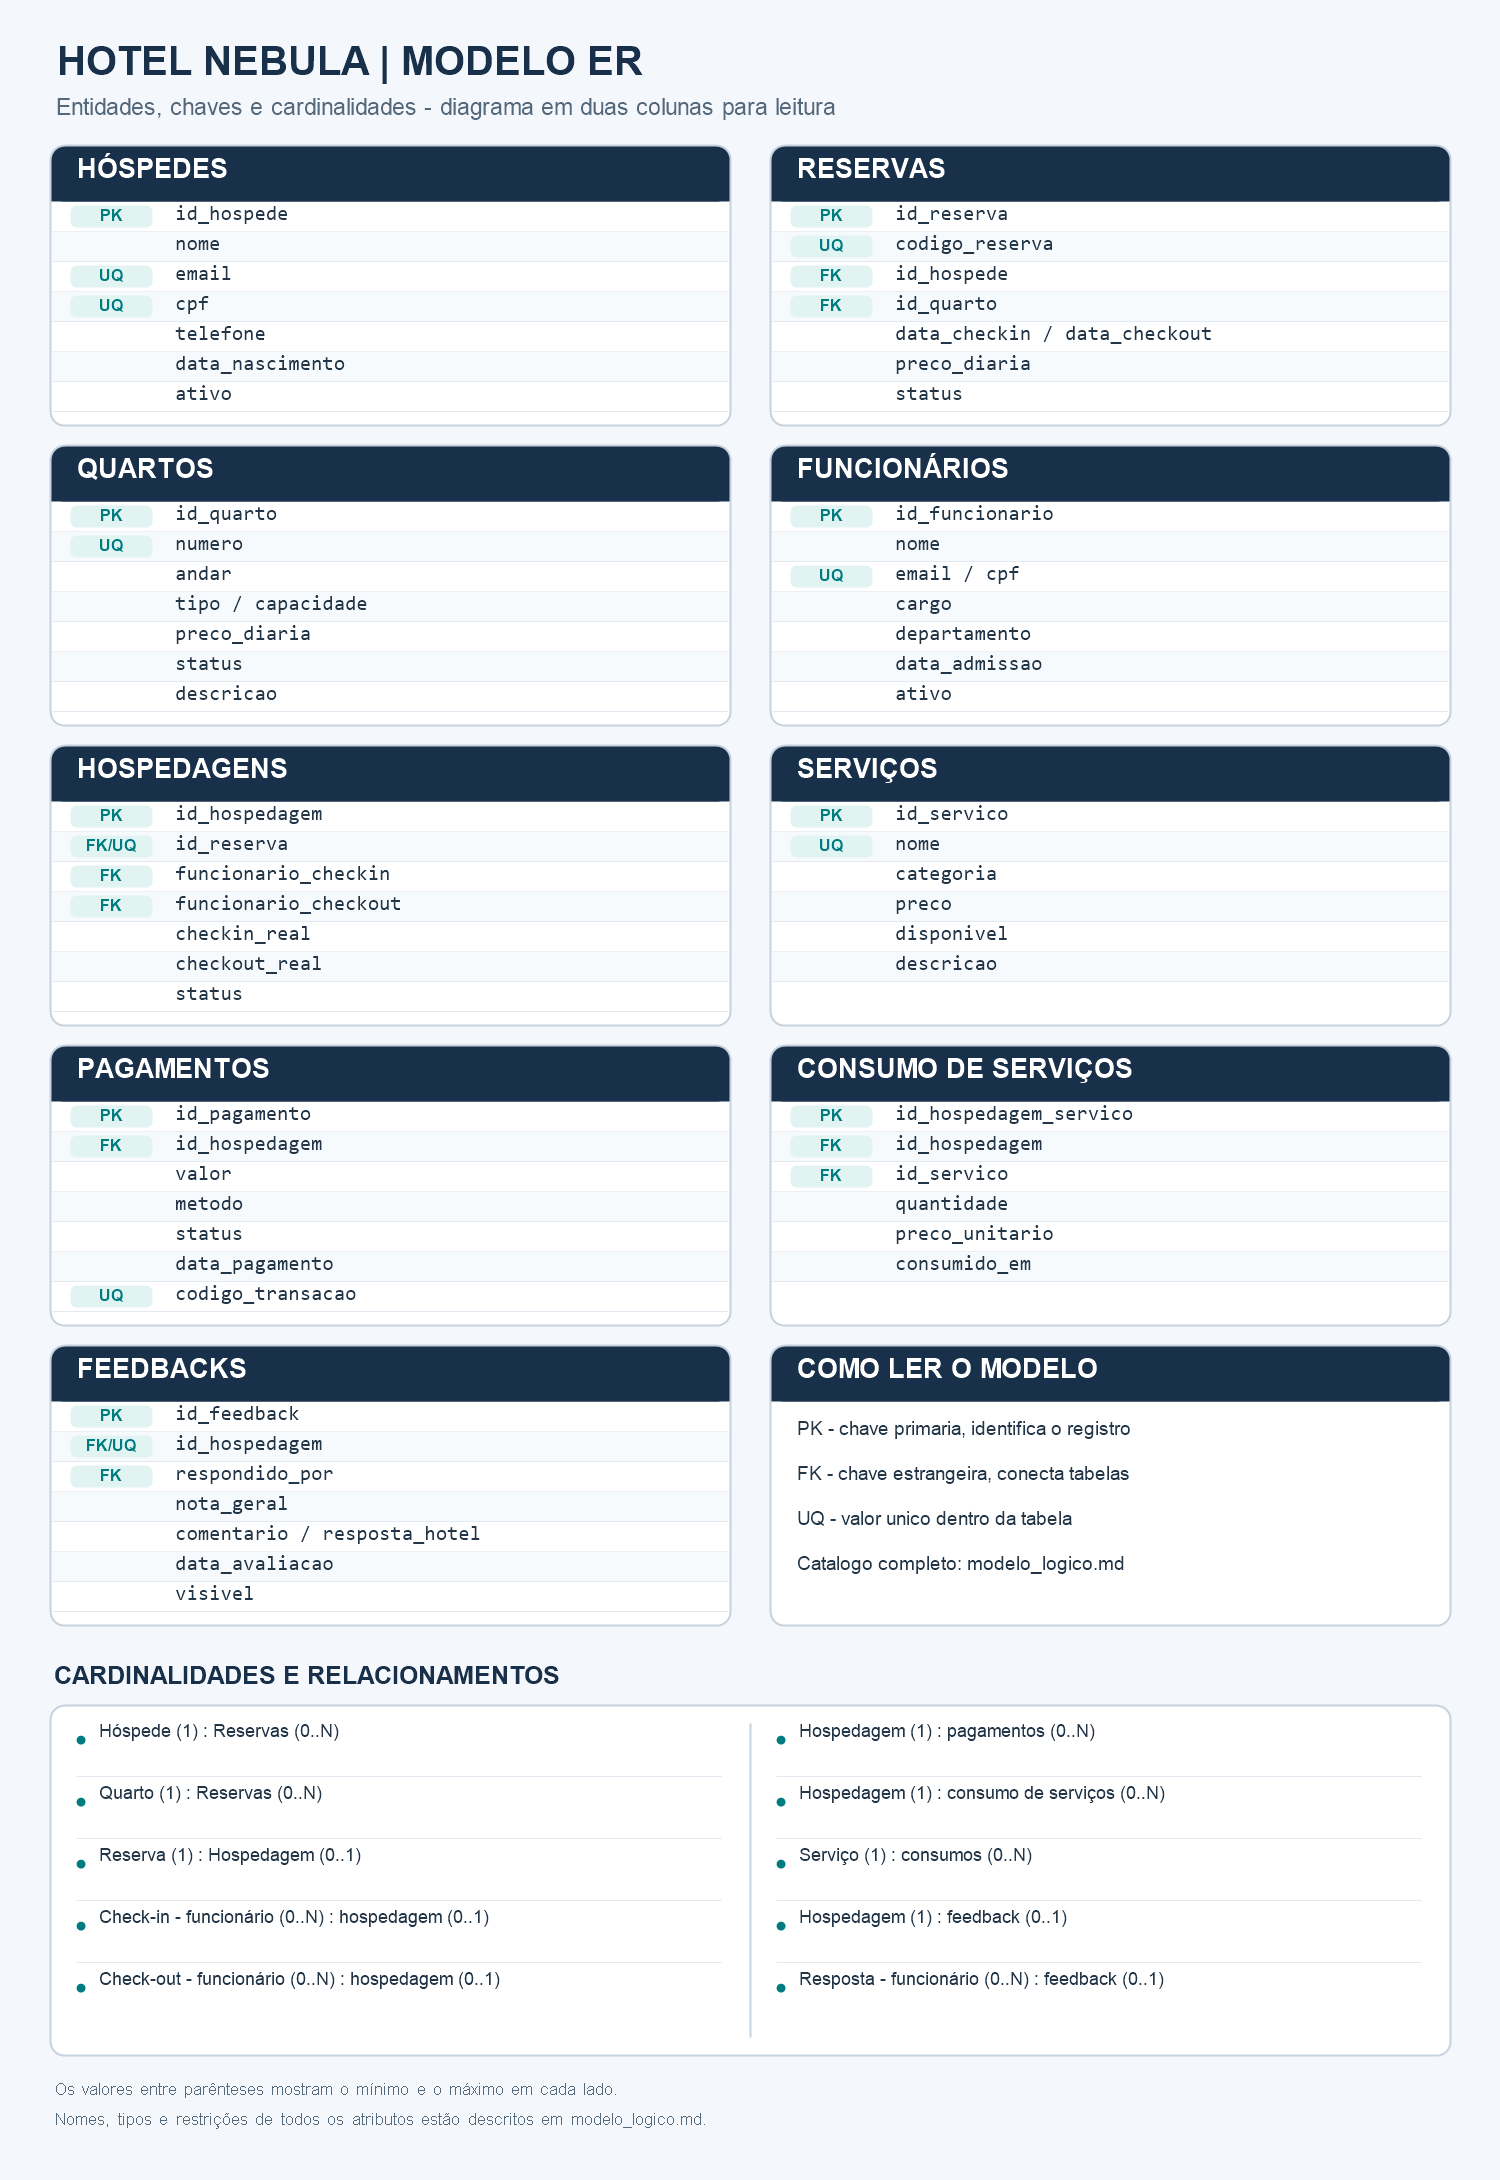 HOTEL NEBULA | MODELO ER
Entidades, chaves e cardinalidades - diagrama em duas colunas para leitura
HÓSPEDES
PK id_hospede
nome
UQ email
UQ cpf
telefone
data_nascimento
ativo
RESERVAS
PK id_reserva
UQ codigo_reserva
FK id_hospede
FK id_quarto
data_checkin / data_checkout
preco_diaria
status
QUARTOS
PK id_quarto
UQ numero
andar
tipo / capacidade
preco_diaria
status
descricao
FUNCIONÁRIOS
PK id_funcionario
nome
UQ email / cpf
cargo
departamento
data_admissao
ativo
HOSPEDAGENS
PK id_hospedagem
FK/UQ id_reserva
FK funcionario_checkin
FK funcionario_checkout
checkin_real
checkout_real
status
SERVIÇOS
PK id_servico
UQ nome
categoria
preco
disponivel
descricao
PAGAMENTOS
PK id_pagamento
FK id_hospedagem
valor
metodo
status
data_pagamento
UQ codigo_transacao
CONSUMO DE SERVIÇOS
PK id_hospedagem_servico
FK id_hospedagem
FK id_servico
quantidade
preco_unitario
consumido_em
FEEDBACKS
PK id_feedback
FK/UQ id_hospedagem
FK respondido_por
nota_geral
comentario / resposta_hotel
data_avaliacao
visivel
COMO LER O MODELO
PK - chave primaria, identifica o registro
FK - chave estrangeira, conecta tabelas
UQ - valor unico dentro da tabela
Catalogo completo: modelo_logico.md
CARDINALIDADES E RELACIONAMENTOS
Hóspede (1) : Reservas (0..N)
Quarto (1) : Reservas (0..N)
Reserva (1) : Hospedagem (0..1)
Check-in - funcionário (0..N) : hospedagem (0..1)
Check-out - funcionário (0..N) : hospedagem (0..1)
Hospedagem (1) : pagamentos (0..N)
Hospedagem (1) : consumo de serviços (0..N)
Serviço (1) : consumos (0..N)
Hospedagem (1) : feedback (0..1)
Resposta - funcionário (0..N) : feedback (0..1)
Os valores entre parênteses mostram o mínimo e o máximo em cada lado.
Nomes, tipos e restrições de todos os atributos estão descritos em modelo_logico.md.